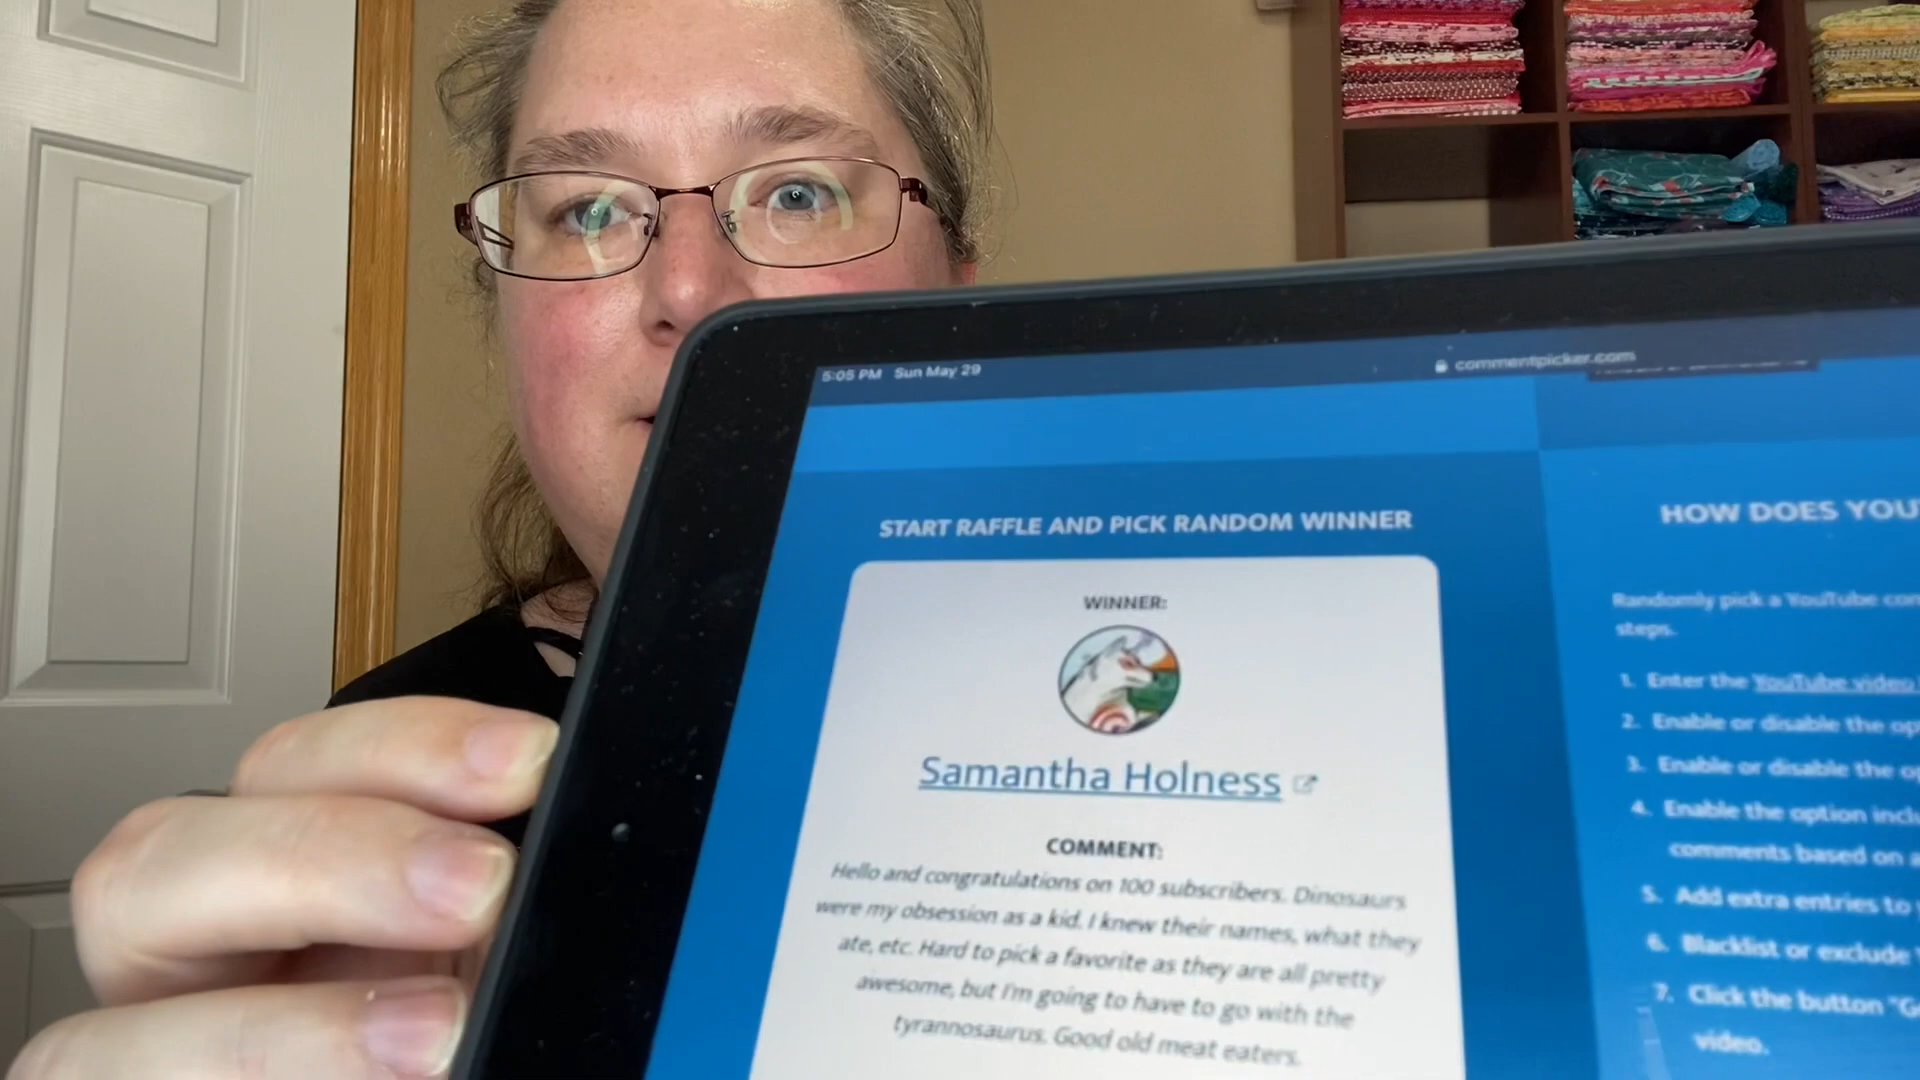 5:05 PM Sun May 29
commentpicker.com
START RAFFLE AND PICK RANDOM WINNER
WINNER:
Samantha Holness
COMMENT:
Hello and congratulations on 100 subscribers. Dinosaurs
were my obsession as a kid. I knew their names, what they
ate, etc. Hard to pick a favorite as they are all pretty
awesome, but I'm going to have to go with the
tyrannosaurus. Good old meat eaters.
HOW DOES YOU
Randomly pick a YouTube com
steps.
1. Enter the YouTube video
2. Enable or disable the op
3. Enable or disable the op
4. Enable the option inclu
comments based on a
5. Add extra entries to
6. Blacklist or exclude
7. Click the button "G
video.